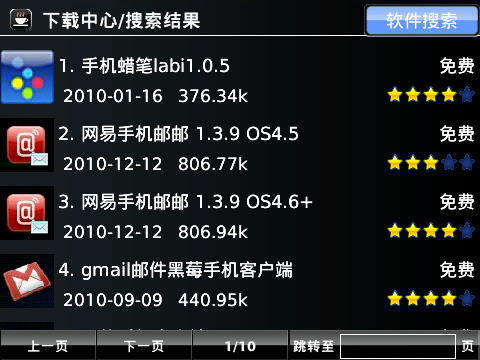 下载中心/搜索结果 软件搜索
1. 手机蜡笔labi1.0.5 免费
2010-01-16 376.34k
2. 网易手机邮邮 1.3.9 OS4.5 免费
2010-12-12 806.77k
3. 网易手机邮邮 1.3.9 OS4.6+ 免费
2010-12-12 806.94k
4. gmail邮件黑莓手机客户端 免费
2010-09-09 440.95k
上一页 下一页 1/10 跳转至 页